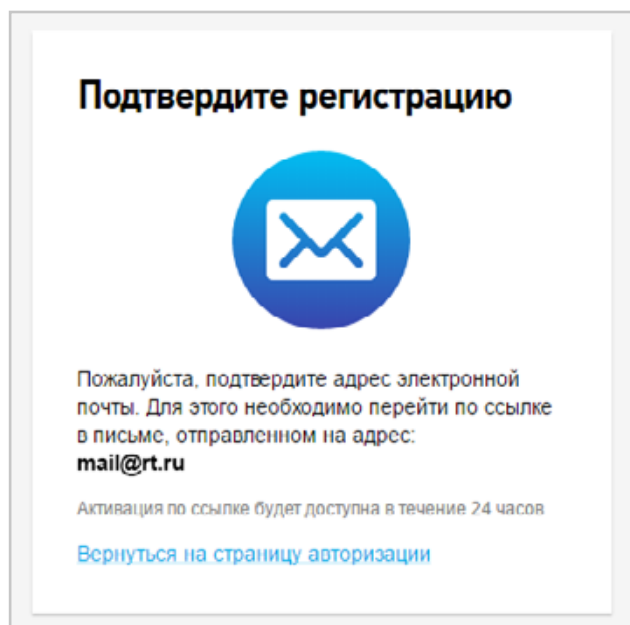 Подтвердите регистрацию
Пожалуйста, подтвердите адрес электронной
почты. Для этого необходимо перейти по ссылке
в письме, отправленном на адрес:
mail@rt.ru
Активация по ссылке будет доступна в течение 24 часов
Вернуться на страницу авторизации